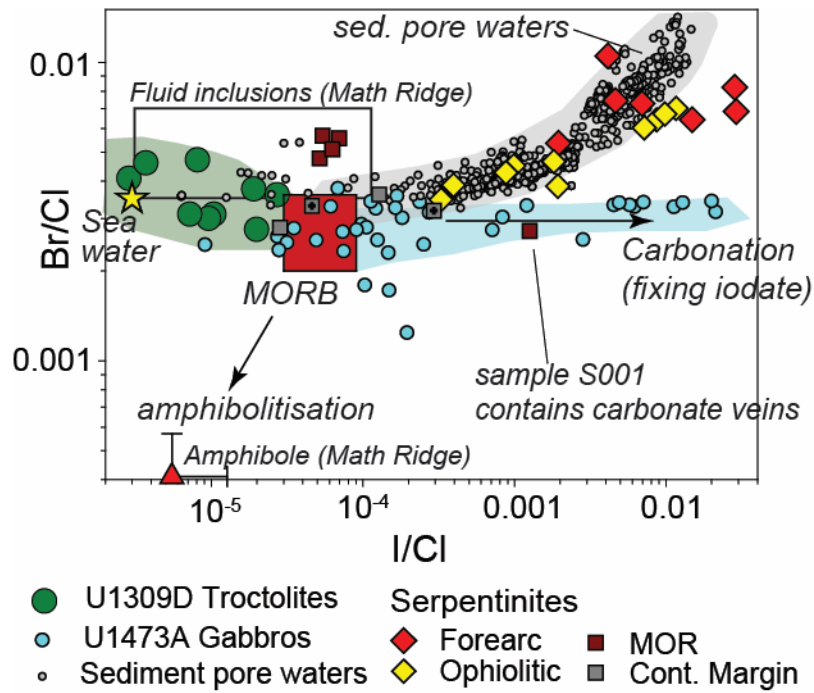 sed. pore waters
0.01
Fluid inclusions (Math Ridge)
Br/Cl
Sea
water
MORB
Carbonation
(fixing iodate)
0.001
sample S001
contains carbonate veins
amphibolitisation
Amphibole (Math Ridge)
10-5
10-4
0.001
0.01
I/Cl
U1309D Troctolites
U1473A Gabbros
Sediment pore waters
Serpentinites
Forearc
Ophiolitic
MOR
Cont. Margin